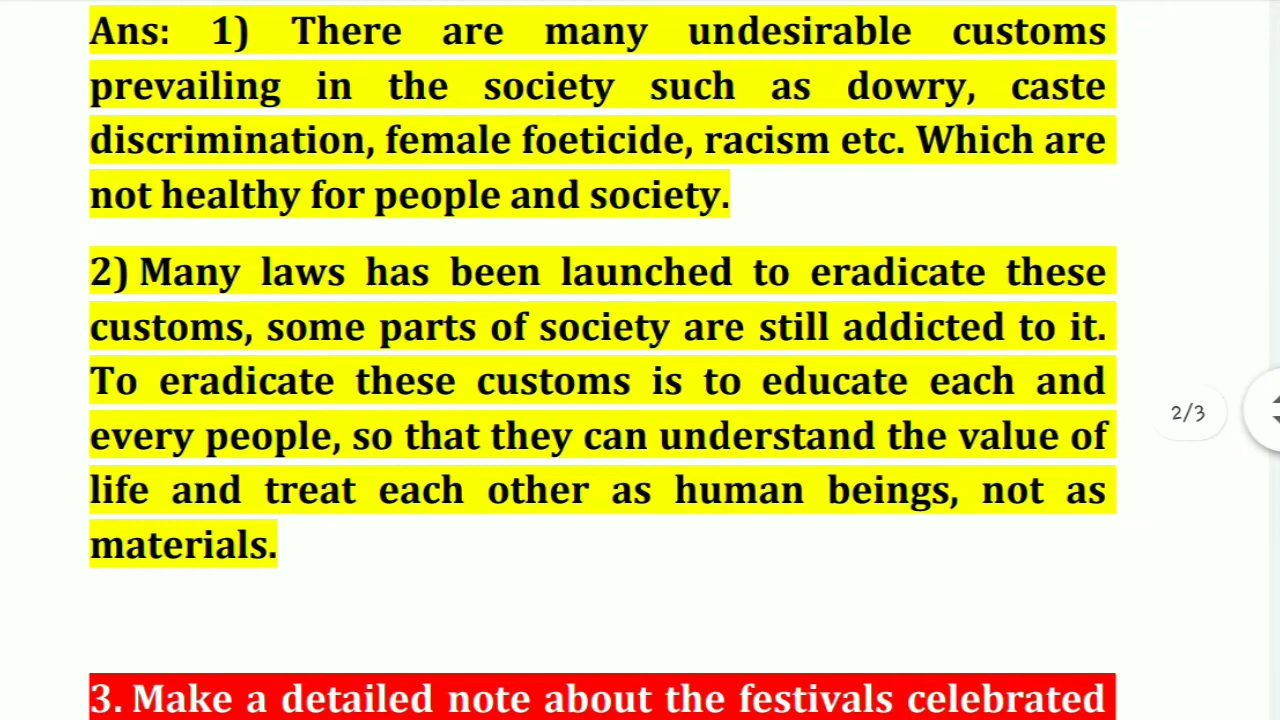 Ans: 1) There are many undesirable customs
prevailing in the society such as dowry, caste
discrimination, female foeticide, racism etc. Which are
not healthy for people and society.
2) Many laws has been launched to eradicate these
customs, some parts of society are still addicted to it.
To eradicate these customs is to educate each and
every people, so that they can understand the value of
life and treat each other as human beings, not as
materials.
2/3
3. Make a detailed note about the festivals celebrated